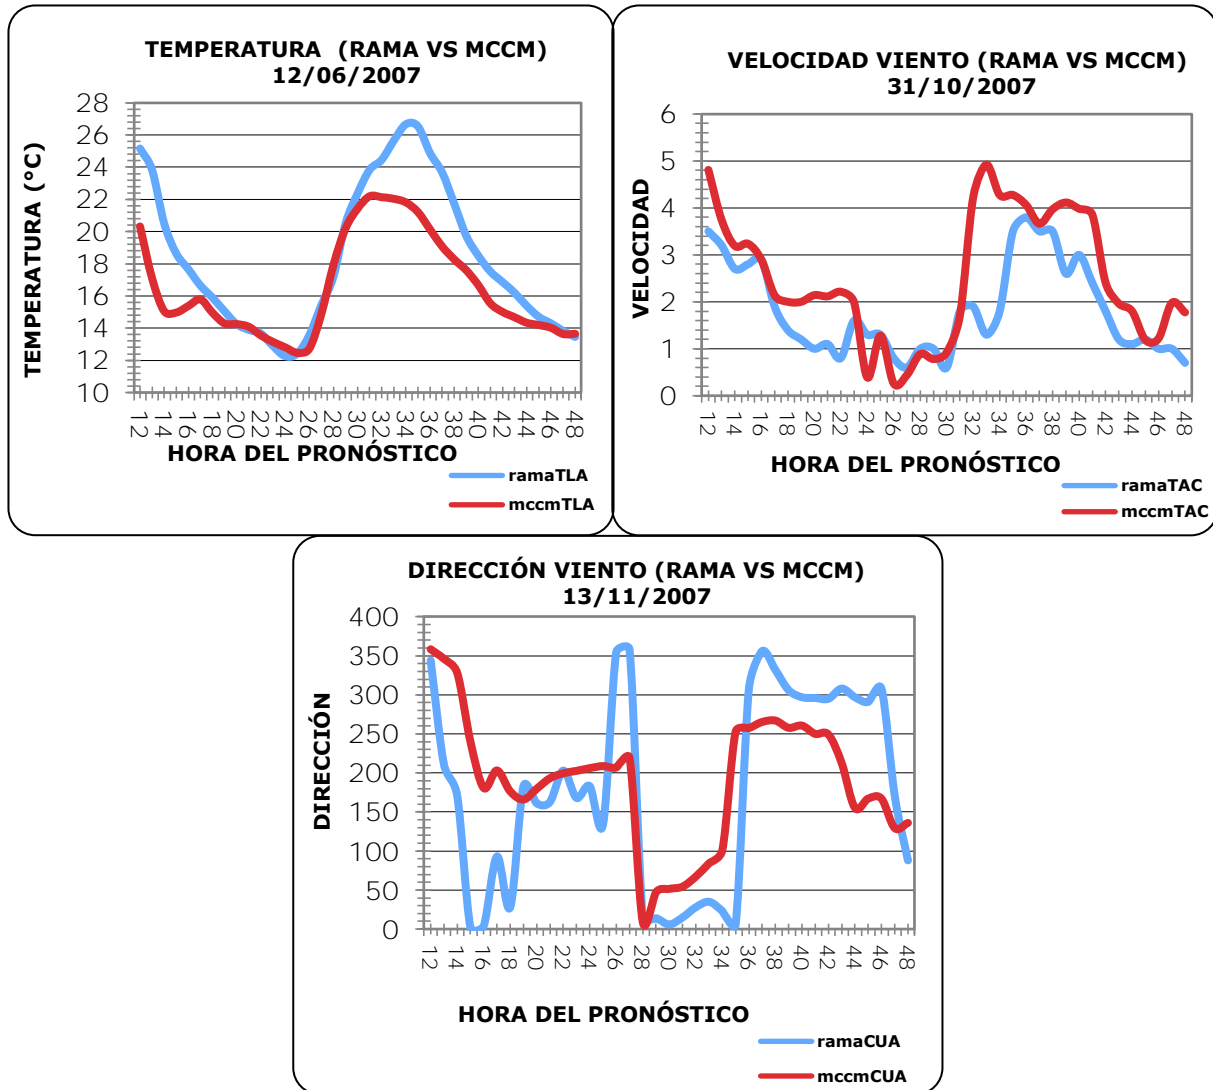 TEMPERATURA (RAMA VS MCCM)
12/06/2007
TEMPERATURA (°C)
28
26
24
22
20
18
16
14
12
10
12 14 16 18 20 22 24 26 28 30 32 34 36 38 40 42 44 46 48
HORA DEL PRONÓSTICO
ramaTLA
mccmTLA
VELOCIDAD VIENTO (RAMA VS MCCM)
31/10/2007
VELOCIDAD
6
5
4
3
2
1
0
12 14 16 18 20 22 24 26 28 30 32 34 36 38 40 42 44 46 48
HORA DEL PRONÓSTICO
ramaTAC
mccmTAC
DIRECCIÓN VIENTO (RAMA VS MCCM)
13/11/2007
DIRECCIÓN
400
350
300
250
200
150
100
50
0
12 14 16 18 20 22 24 26 28 30 32 34 36 38 40 42 44 46 48
HORA DEL PRONÓSTICO
ramaCUA
mccmCUA